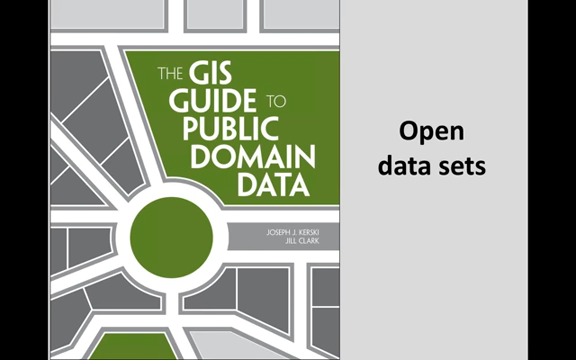 THE GIS
GUIDE TO
PUBLIC
DOMAIN
DATA
JOSEPH J. KERSKI
JILL CLARK
Open
data sets